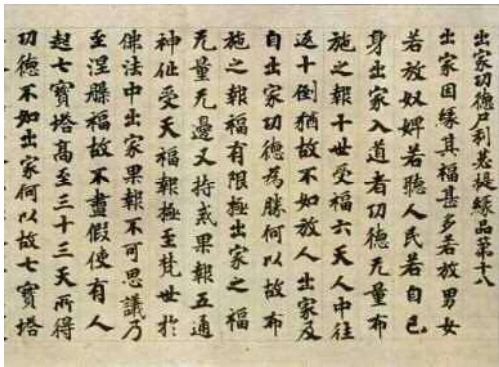 出家功德尸利苾提緣品第十八
出家因緣其福甚多若放男女
若放奴婢若聽人民若自己
身出家入道者功德无量布
施之報十世受福六天人中往
返十倒猶故不如放人出家及
自出家功德為勝何以故布
施之報福有限極出家之福
无量无邊又持戒果報五通
神仙受天福報極至梵世於
佛法中出家果報不可思議乃
至涅槃福故不盡假使有人
起七寶塔高至三十三天所得
功德不如出家何以故七寶塔